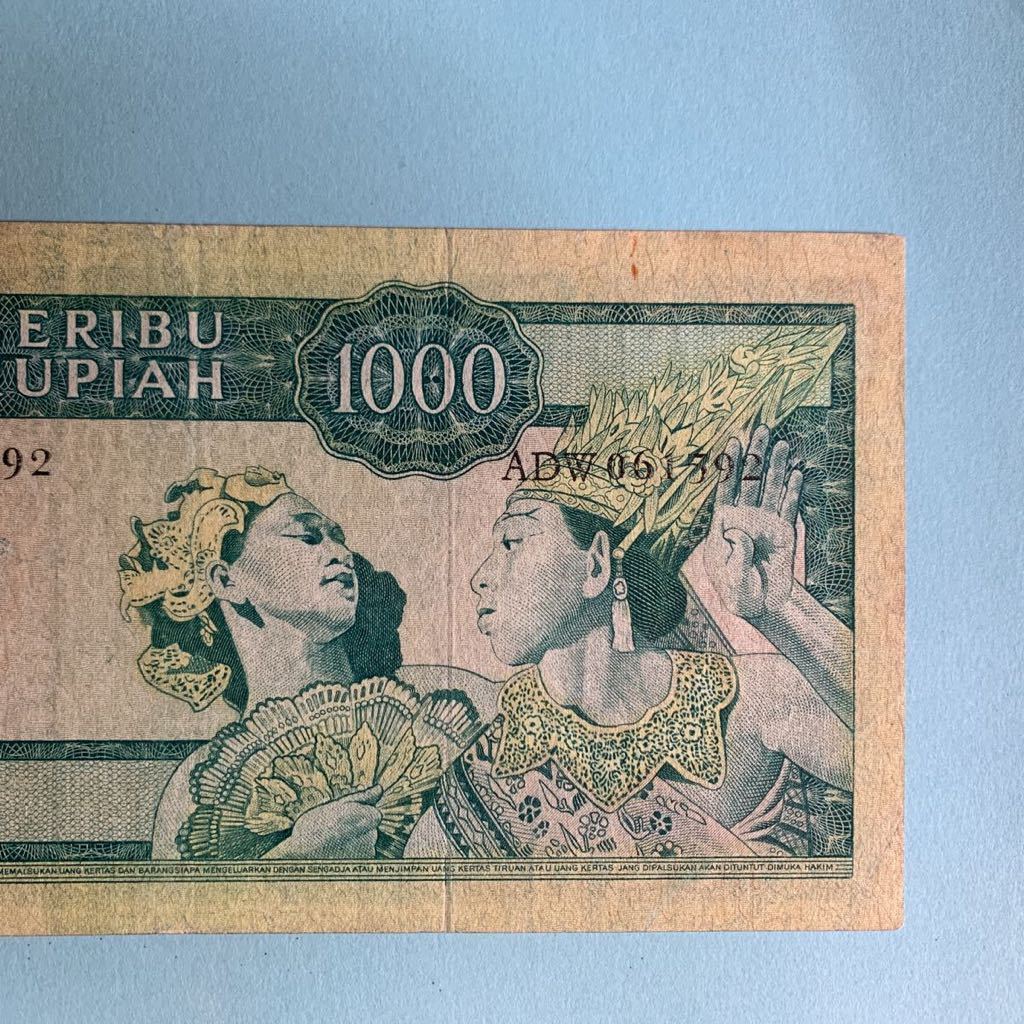 ERIBU
UPIAH
1000
92
ADW 061592
MEMALSUKAN UANG KERTAS DAN BARANGSIAPA MENGELUARKAN DENGAN SENGADJA ATAU MENJIMPAN UANG KERTAS TIRUAN ATAU UANG KERTAS JANG DIPALSUKAN AKAN DITUNTUT DIMUKA HAKIM